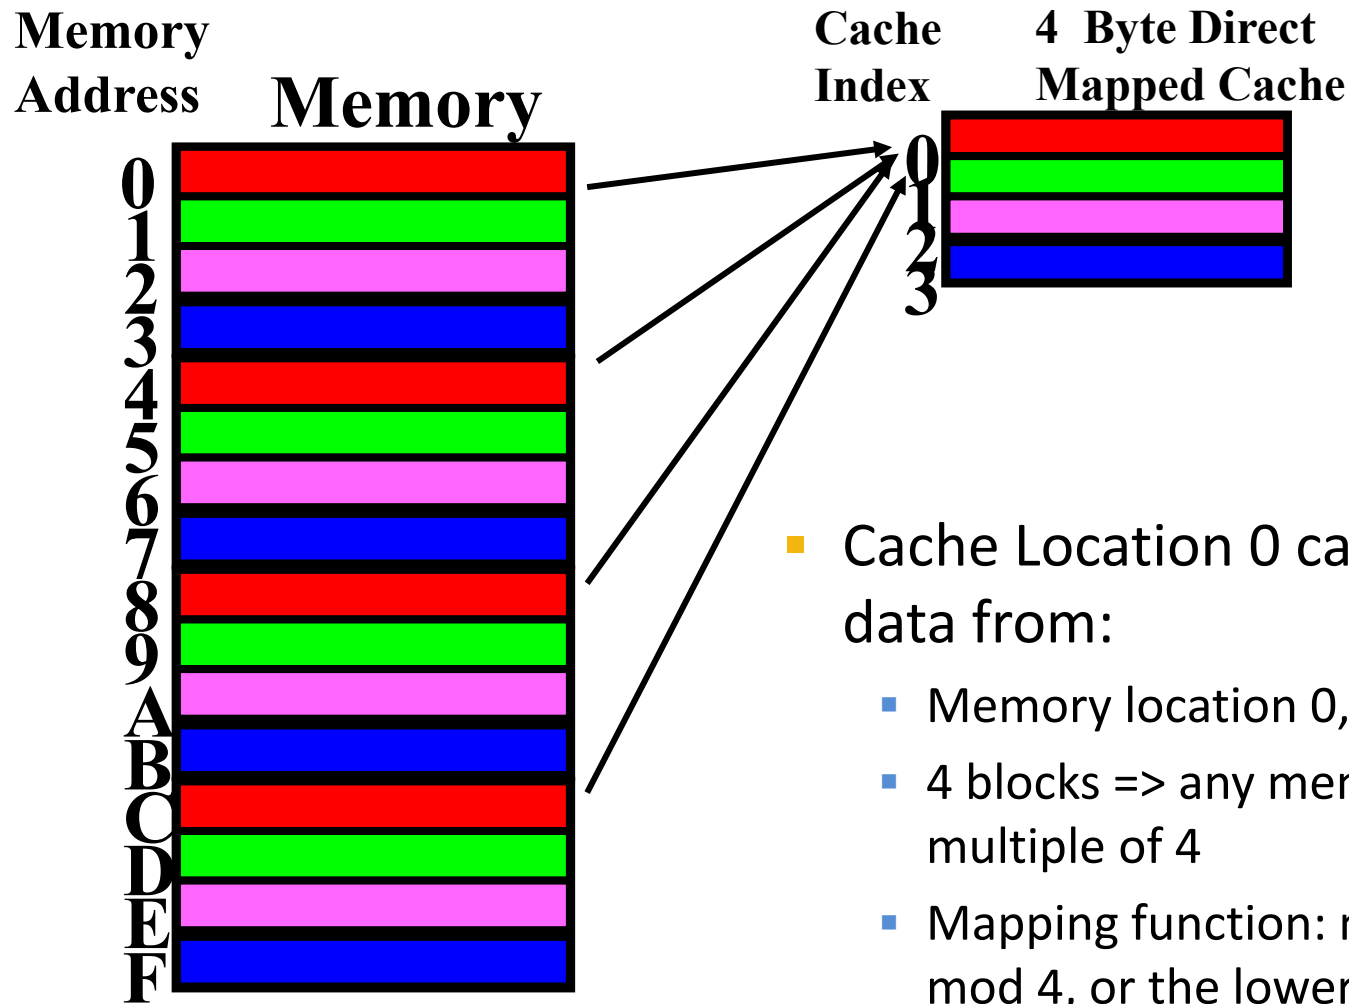 Memory
Address
Memory
0
1
2
3
4
5
6
7
8
9
A
B
C
D
E
F
Cache
Index
4 Byte Direct
Mapped Cache
0
1
2
3
Cache Location 0 ca
data from:
Memory location 0,
4 blocks => any mer
multiple of 4
Mapping function:
mod 4, or the lower